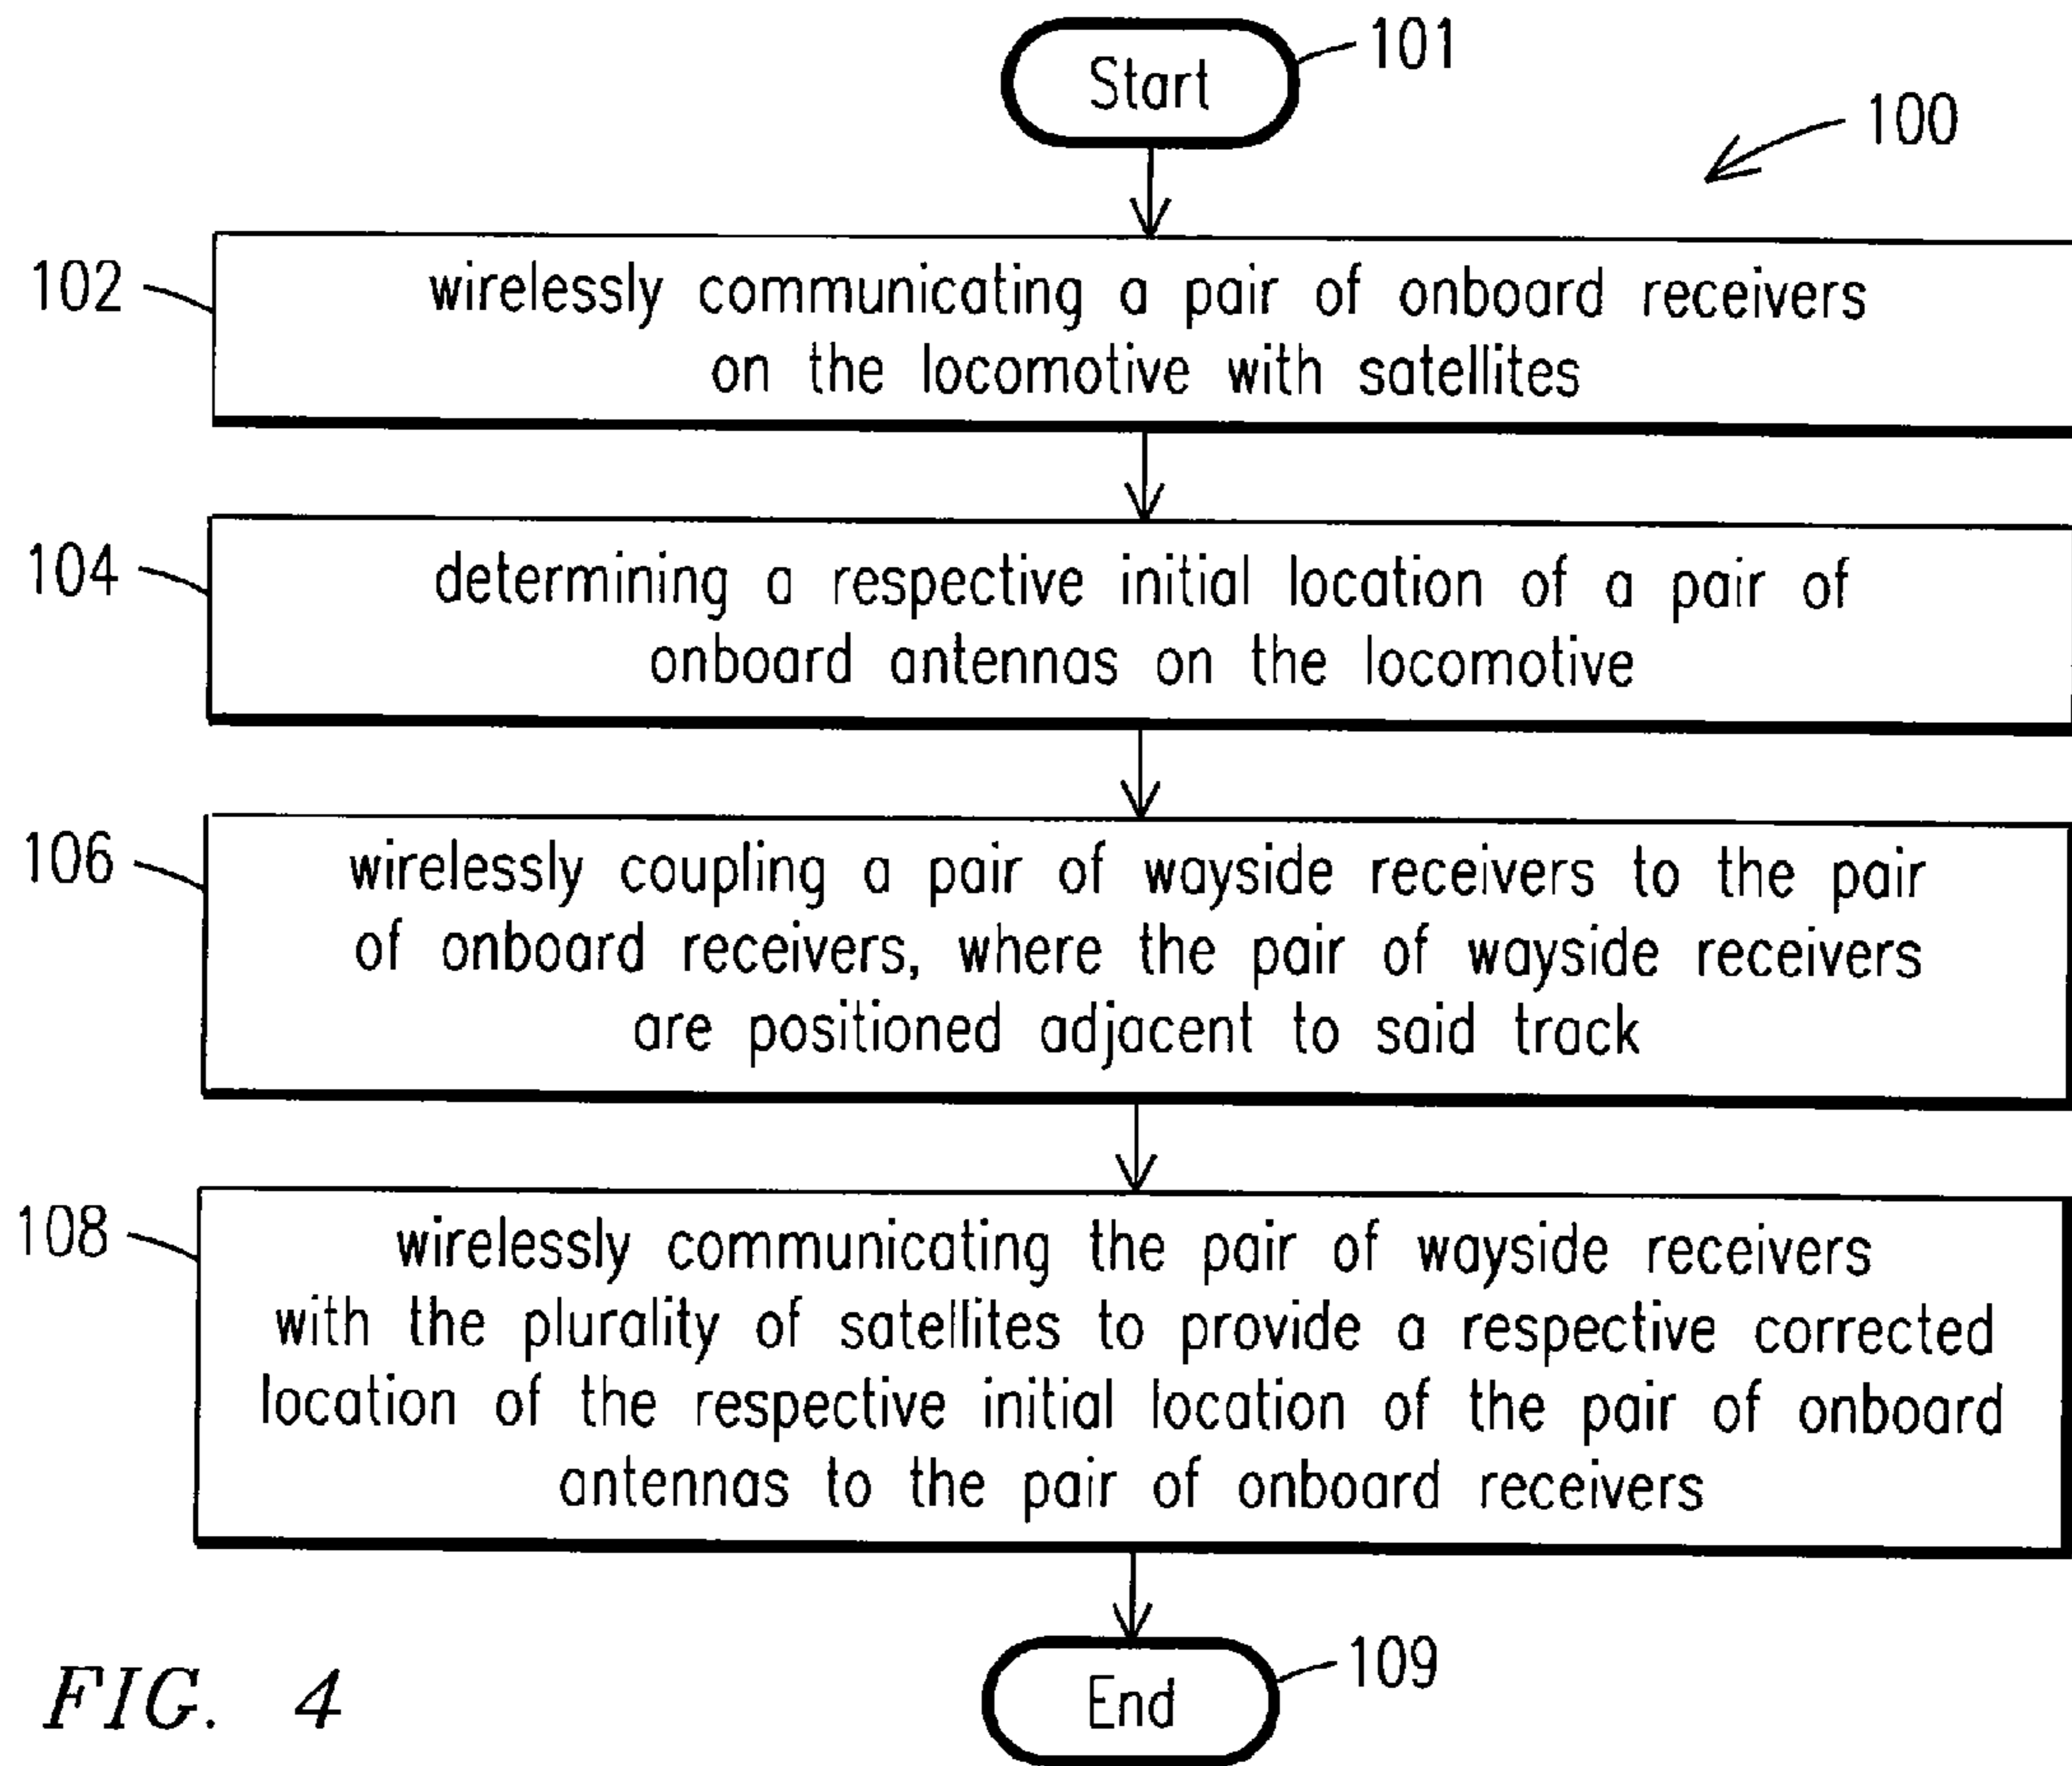 Start
101
100
102
wirelessly communicating a pair of onboard receivers
on the locomotive with satellites
104
determining a respective initial location of a pair of
onboard antennas on the locomotive
106
wirelessly coupling a pair of wayside receivers to the pair
of onboard receivers, where the pair of wayside receivers
are positioned adjacent to said track
108
wirelessly communicating the pair of wayside receivers
with the plurality of satellites to provide a respective corrected
location of the respective initial location of the pair of onboard
antennas to the pair of onboard receivers
End
109
FIG. 4